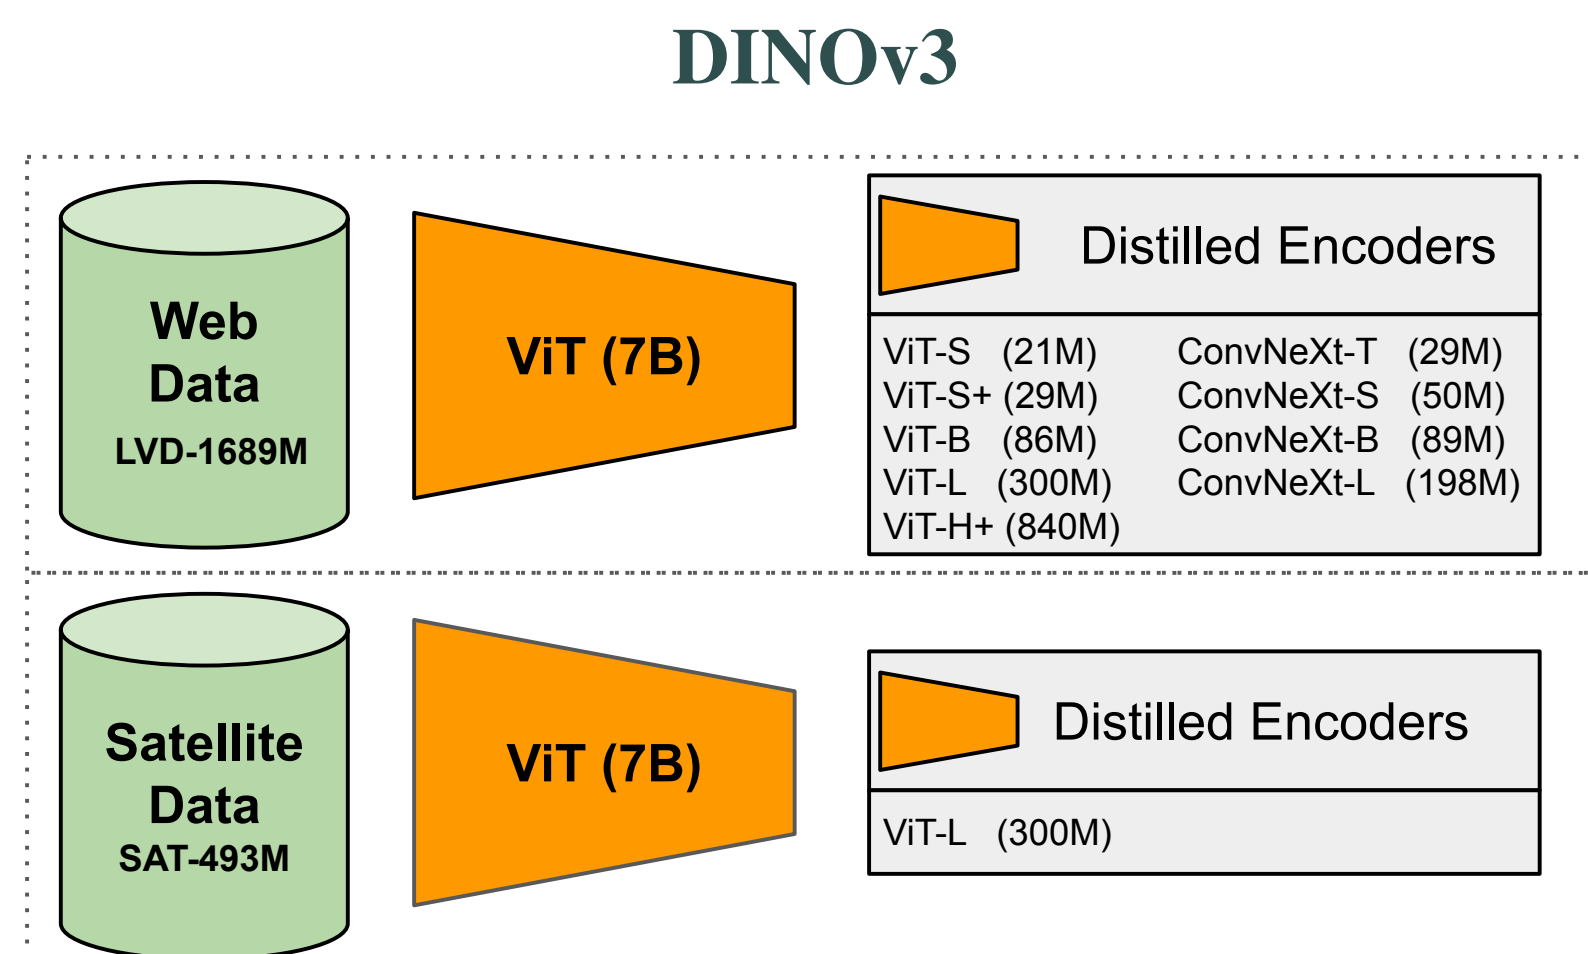 DINOv3
Web
Data
LVD-1689M
ViT (7B)
Distilled Encoders
ViT-S (21M) ConvNeXt-T (29M)
ViT-S+ (29M) ConvNeXt-S (50M)
ViT-B (86M) ConvNeXt-B (89M)
ViT-L (300M) ConvNeXt-L (198M)
ViT-H+ (840M)
Satellite
Data
SAT-493M
ViT (7B)
Distilled Encoders
ViT-L (300M)